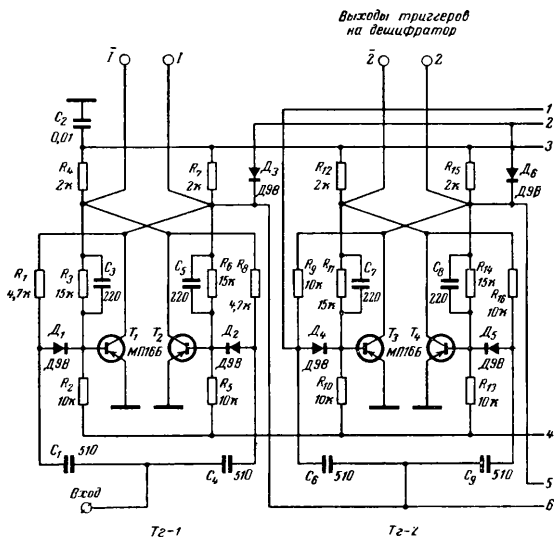 Выходы триггеров
на дешифратор
1̄
1
2̄
2
1
2
3
C2
0,01
R4
2к
R7
2к
Д3
Д9В
R12
2к
R15
2к
Д6
Д9В
R1
4,7к
R3
15к
C3
220
C5
220
R6
15к
R8
4,7к
R9
10к
R11
15к
C7
220
C8
220
R14
15к
R16
10к
Д1
Д9В
T1
T2
МП16Б
Д2
Д9В
Д4
Д9В
T3
T4
МП16Б
Д5
Д9В
R2
10к
R5
10к
R10
10к
R13
10к
4
C1
510
C4
510
C6
510
C9
510
5
6
Вход
Тг-1
Тг-2